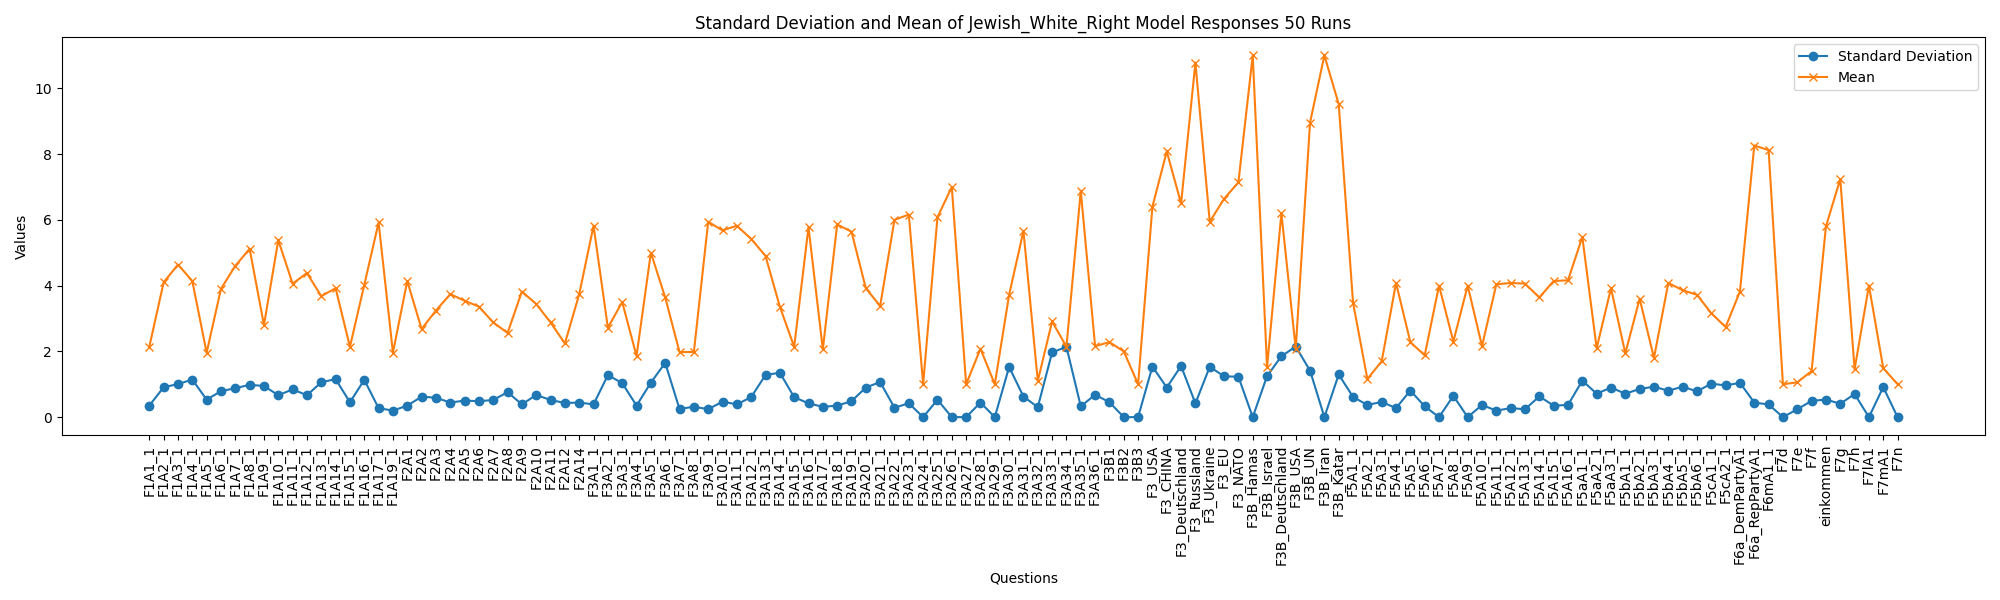 Standard Deviation and Mean of Jewish_White_Right Model Responses 50 Runs
Standard Deviation
Mean
Values
10
8
6
4
2
0
F1A1_1
F1A2_1
F1A3_1
F1A4_1
F1A5_1
F1A6_1
F1A7_1
F1A8_1
F1A9_1
F1A10_1
F1A11_1
F1A12_1
F1A13_1
F1A14_1
F1A15_1
F1A16_1
F1A17_1
F1A19_1
F2A1
F2A2
F2A3
F2A4
F2A5
F2A6
F2A7
F2A8
F2A9
F2A10
F2A11
F2A12
F2A14
F3A1_1
F3A2_1
F3A3_1
F3A4_1
F3A5_1
F3A6_1
F3A7_1
F3A8_1
F3A9_1
F3A10_1
F3A11_1
F3A12_1
F3A13_1
F3A14_1
F3A15_1
F3A16_1
F3A17_1
F3A18_1
F3A19_1
F3A20_1
F3A21_1
F3A22_1
F3A23_1
F3A24_1
F3A25_1
F3A26_1
F3A27_1
F3A28_1
F3A29_1
F3A30_1
F3A31_1
F3A32_1
F3A33_1
F3A34_1
F3A35_1
F3A36_1
F3B1
F3B2
F3B3
F3_USA
F3_CHINA
F3_Deutschland
F3_Russland
F3_Ukraine
F3_EU
F3_NATO
F3B_Hamas
F3B_Israel
F3B_Deutschland
F3B_USA
F3B_UN
F3B_Iran
F3B_Katar
F5A1_1
F5A2_1
F5A3_1
F5A4_1
F5A5_1
F5A6_1
F5A7_1
F5A8_1
F5A9_1
F5A10_1
F5A11_1
F5A12_1
F5A13_1
F5A14_1
F5A15_1
F5A16_1
F5aA1_1
F5aA2_1
F5aA3_1
F5bA1_1
F5bA2_1
F5bA3_1
F5bA4_1
F5bA5_1
F5bA6_1
F5cA1_1
F5cA2_1
F6a_DemPartyA1
F6a_RepPartyA1
F6mA1_1
F7d
F7e
F7f
einkommen
F7g
F7h
F7lA1
F7mA1
F7n
Questions